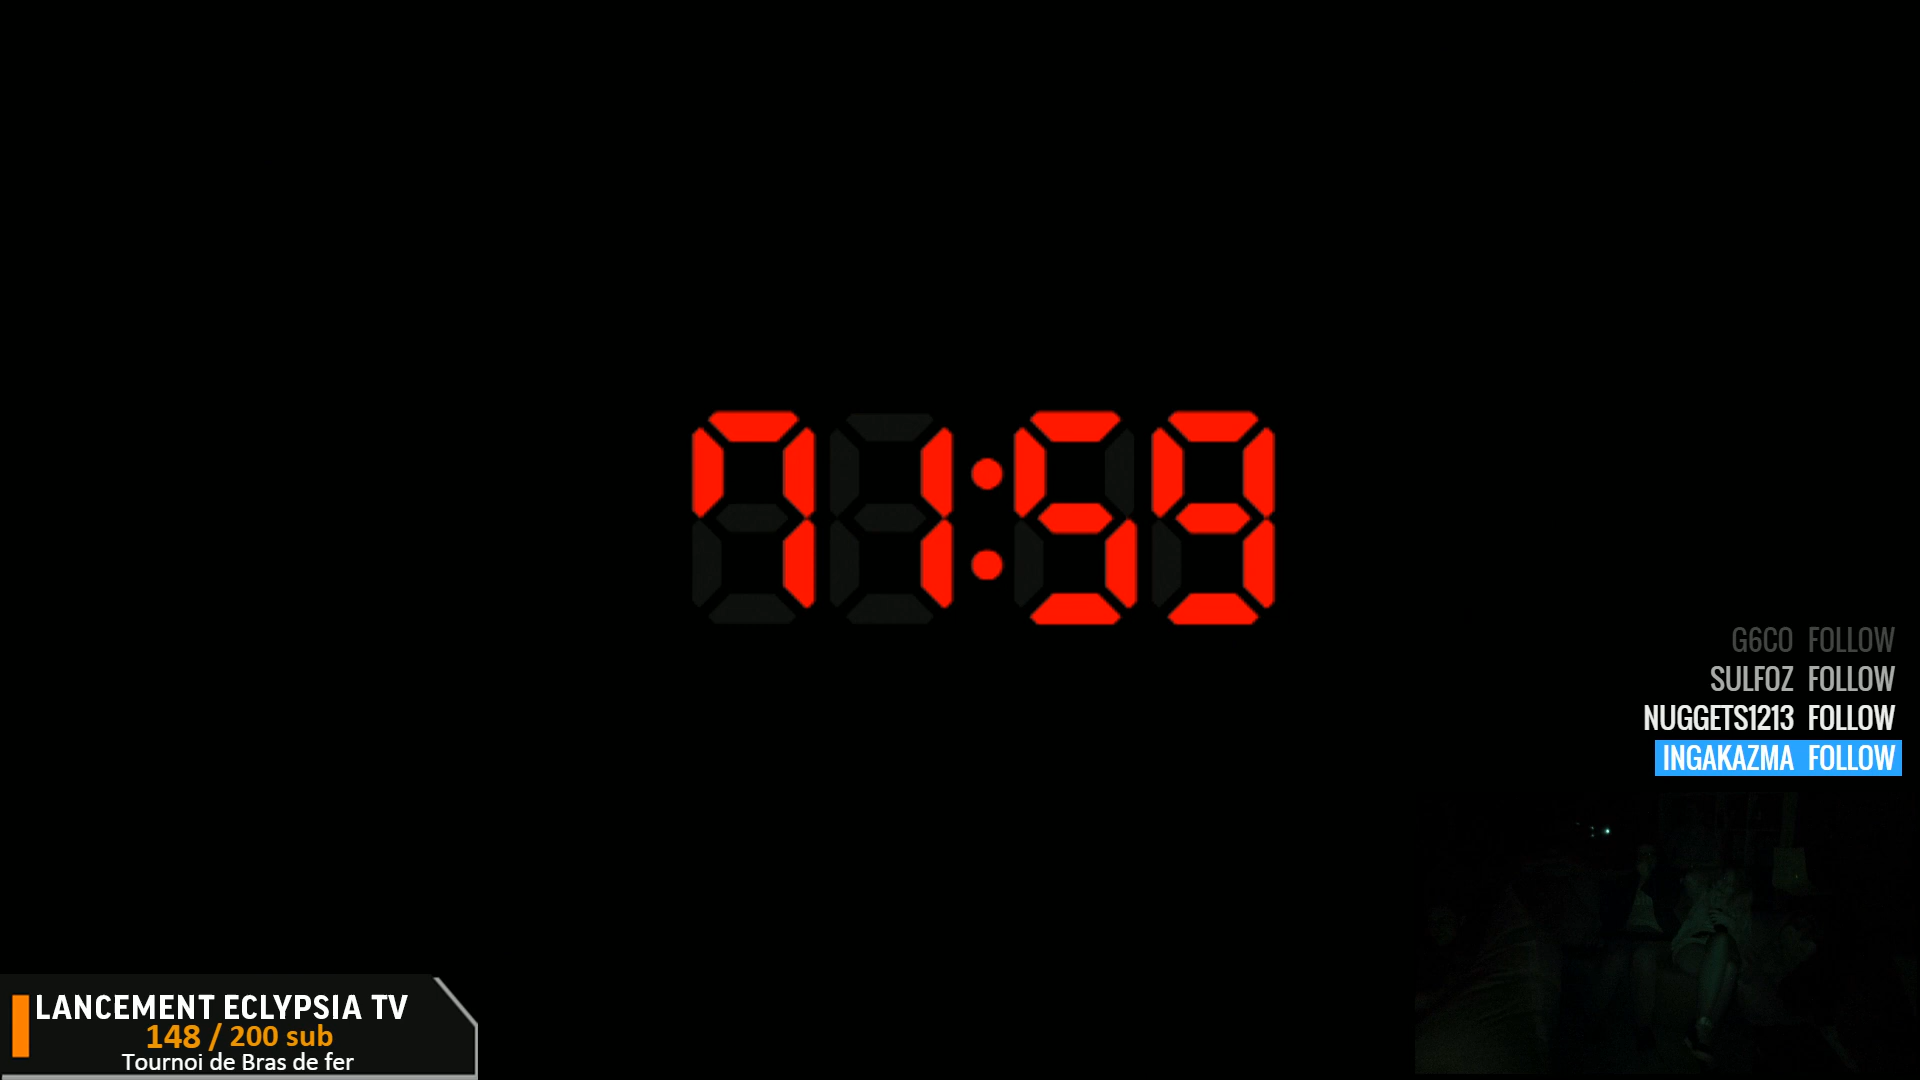 71:59
G6CO FOLLOW
SULFOZ FOLLOW
NUGGETS1213 FOLLOW
INGAKAZMA FOLLOW
LANCEMENT ECLYPSIA TV
148 / 200 sub
Tournoi de Bras de fer